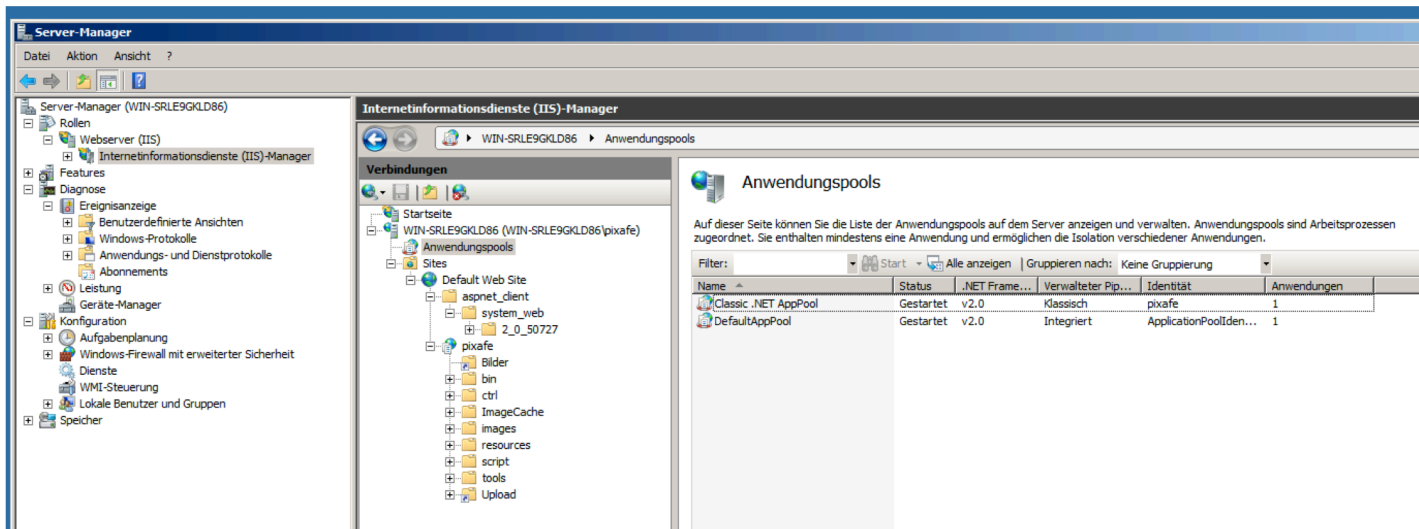 Server-Manager
Datei Aktion Ansicht ?
Server-Manager (WIN-SRLE9GKLD86)
Rollen
Webserver (IIS)
Internetinformationsdienste (IIS)-Manager
Features
Diagnose
Ereignisanzeige
Benutzerdefinierte Ansichten
Windows-Protokolle
Anwendungs- und Dienstprotokolle
Abonnements
Leistung
Geräte-Manager
Konfiguration
Aufgabenplanung
Windows-Firewall mit erweiterter Sicherheit
Dienste
WMI-Steuerung
Lokale Benutzer und Gruppen
Speicher
Internetinformationsdienste (IIS)-Manager
WIN-SRLE9GKLD86 Anwendungspools
Verbindungen
Startseite
WIN-SRLE9GKLD86 (WIN-SRLE9GKLD86\pixafe)
Anwendungspools
Sites
Default Web Site
aspnet_client
system_web
2_0_50727
pixafe
Bilder
bin
ctrl
ImageCache
images
resources
script
tools
Upload
Anwendungspools
Auf dieser Seite können Sie die Liste der Anwendungspools auf dem Server anzeigen und verwalten. Anwendungspools sind Arbeitsprozessen
zugeordnet. Sie enthalten mindestens eine Anwendung und ermöglichen die Isolation verschiedener Anwendungen.
Filter: Start Alle anzeigen Gruppieren nach: Keine Gruppierung
Name Status .NET Frame... Verwalteter Pip... Identität Anwendungen
Classic .NET AppPool Gestartet v2.0 Klassisch pixafe 1
DefaultAppPool Gestartet v2.0 Integriert ApplicationPoolIden... 1